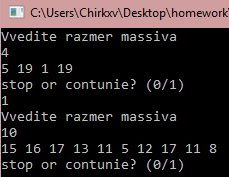 C:\Users\Chirkxv\Desktop\homework
Vvedite razmer massiva
4
5 19 1 19
stop or contunie? (0/1)
1
Vvedite razmer massiva
10
15 16 17 13 11 5 12 17 11 8
stop or contunie? (0/1)